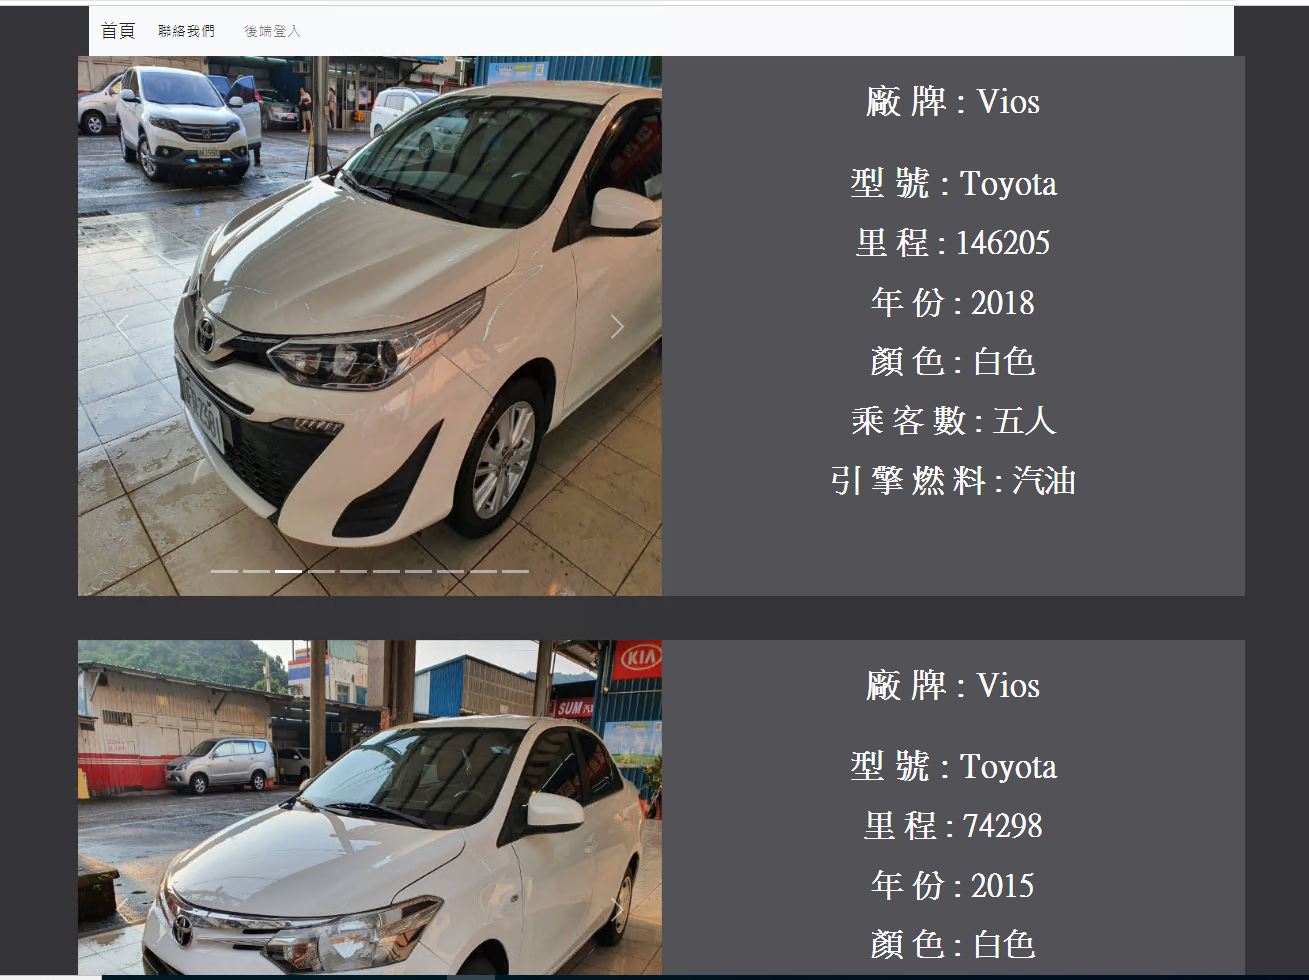 首頁 聯絡我們 後端登入
廠 牌 : Vios
型 號 : Toyota
里 程 : 146205
年 份 : 2018
顏 色 : 白色
乘 客 數 : 五人
引 擎 燃 料 : 汽油
KIA
SUM
廠 牌 : Vios
型 號 : Toyota
里 程 : 74298
年 份 : 2015
顏 色 : 白色